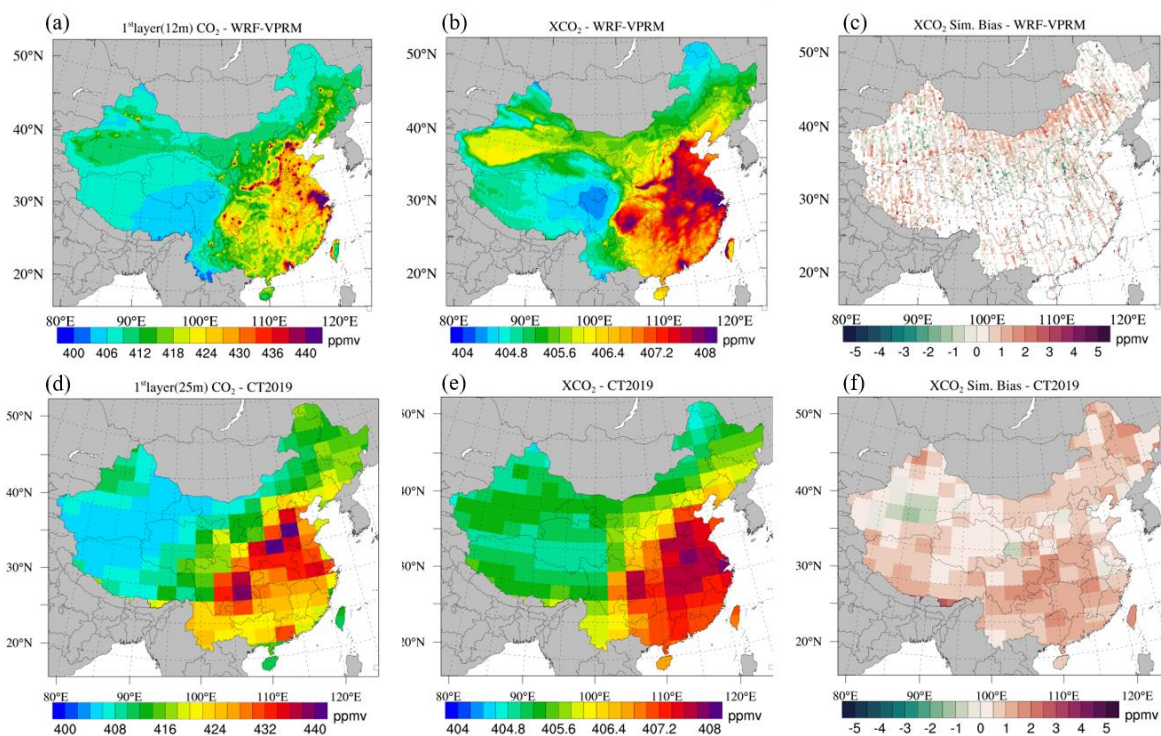 (a)
1ˢᵗlayer(12m) CO₂ - WRF-VPRM
50°N
40°N
30°N
20°N
80°E 90°E 100°E 110°E 120°E
400 406 412 418 424 430 436 440 ppmv
(b)
XCO₂ - WRF-VPRM
50°N
40°N
30°N
20°N
80°E 90°E 100°E 110°E 120°E
404 404.8 405.6 406.4 407.2 408 ppmv
(c)
XCO₂ Sim. Bias - WRF-VPRM
50°N
40°N
30°N
20°N
80°E 90°E 100°E 110°E 120°E
-5 -4 -3 -2 -1 0 1 2 3 4 5 ppmv
(d)
1ˢᵗlayer(25m) CO₂ - CT2019
50°N
40°N
30°N
20°N
80°E 90°E 100°E 110°E 120°E
400 408 416 424 432 440 ppmv
(e)
XCO₂ - CT2019
50°N
40°N
30°N
20°N
80°E 90°E 100°E 110°E 120°E
404 404.8 405.6 406.4 407.2 408 ppmv
(f)
XCO₂ Sim. Bias - CT2019
50°N
40°N
30°N
20°N
80°E 90°E 100°E 110°E 120°E
-5 -4 -3 -2 -1 0 1 2 3 4 5 ppmv